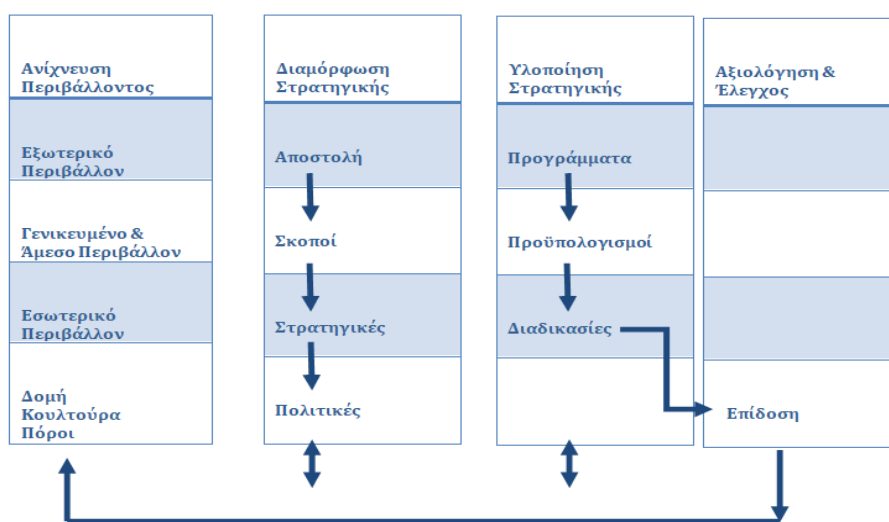 Ανίχνευση
Περιβάλλοντος
Εξωτερικό
Περιβάλλον
Γενικευμένο &
Άμεσο Περιβάλλον
Εσωτερικό
Περιβάλλον
Δομή
Κουλτούρα
Πόροι
Διαμόρφωση
Στρατηγικής
Αποστολή
Σκοποί
Στρατηγικές
Πολιτικές
Υλοποίηση
Στρατηγικής
Προγράμματα
Προϋπολογισμοί
Διαδικασίες
Αξιολόγηση &
Έλεγχος
Επίδοση